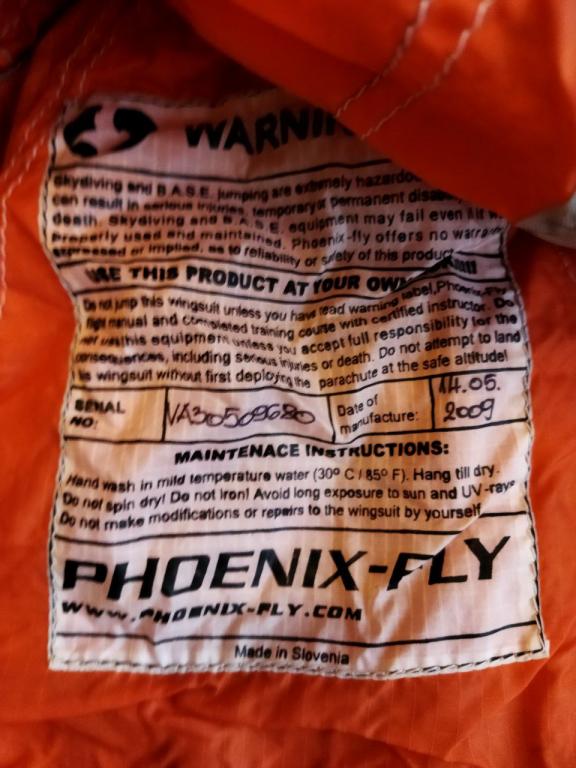 WARNIN
Skydiving and B.A.S.E. jumping are extremely hazardo
can result in serious injuries, temporary or permanent disa
death. Skydiving and B.A.S.E. equipment may fail even if it w
properly used and maintained. Phoenix-fly offers no warra
expressed or implied, as to reliability or safety of this product
USE THIS PRODUCT AT YOUR OWN
Do not jump this wingsuit unless you have read warning label, Phoenix-Fly
flight manual and completed training course with certified instructor. Do
not use this equipment unless you accept full responsibility for the
consequences, including serious injuries or death. Do not attempt to land
this wingsuit without first deploying the parachute at the safe altitude!
SERIAL NO: VA30509680 Date of manufacture: 14.05. 2009
MAINTENACE INSTRUCTIONS:
Hand wash in mild temperature water (30º C / 85º F). Hang till dry.
Do not spin dry! Do not iron! Avoid long exposure to sun and UV-rays
Do not make modifications or repairs to the wingsuit by yourself
PHOENIX-FLY
WWW.PHOENIX-FLY.COM
Made in Slovenia